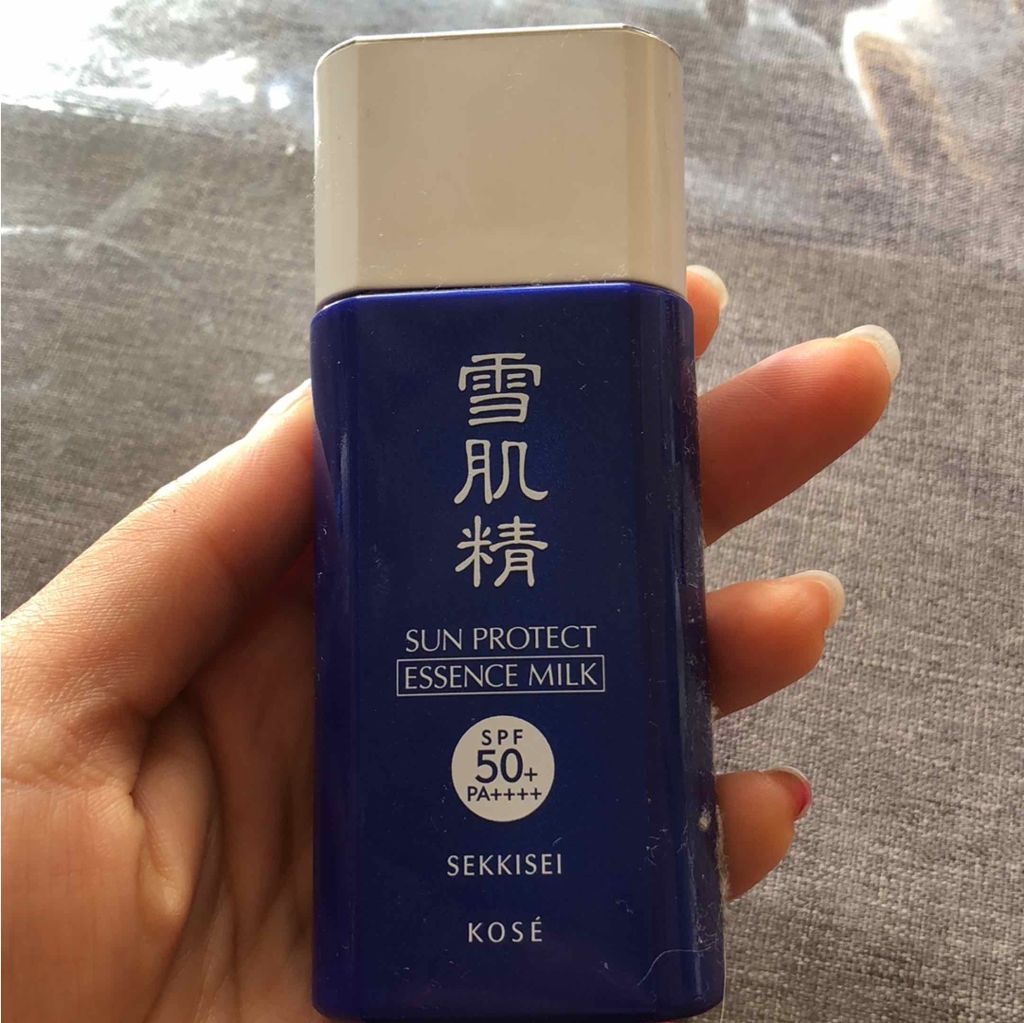 雪
肌
精
SUN PROTECT
ESSENCE MILK
SPF
50+
PA++++
SEKKISEI
KOSÉ